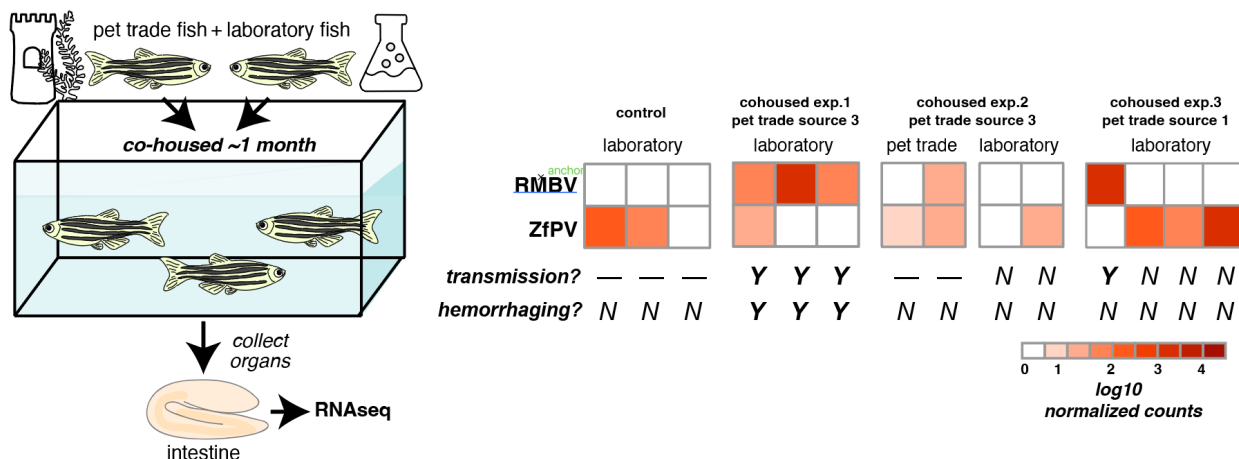 pet trade fish + laboratory fish
co-housed ~1 month
collect
organs
RNAseq
intestine
control
cohoused exp.1
pet trade source 3
cohoused exp.2
pet trade source 3
cohoused exp.3
pet trade source 1
laboratory laboratory pet trade laboratory laboratory
anchor
RMBV
ZfPV
transmission? — — — Y Y Y — — N N Y N N N
hemorrhaging? N N N Y Y Y N N N N N N N N
0 1 2 3 4
log10
normalized counts